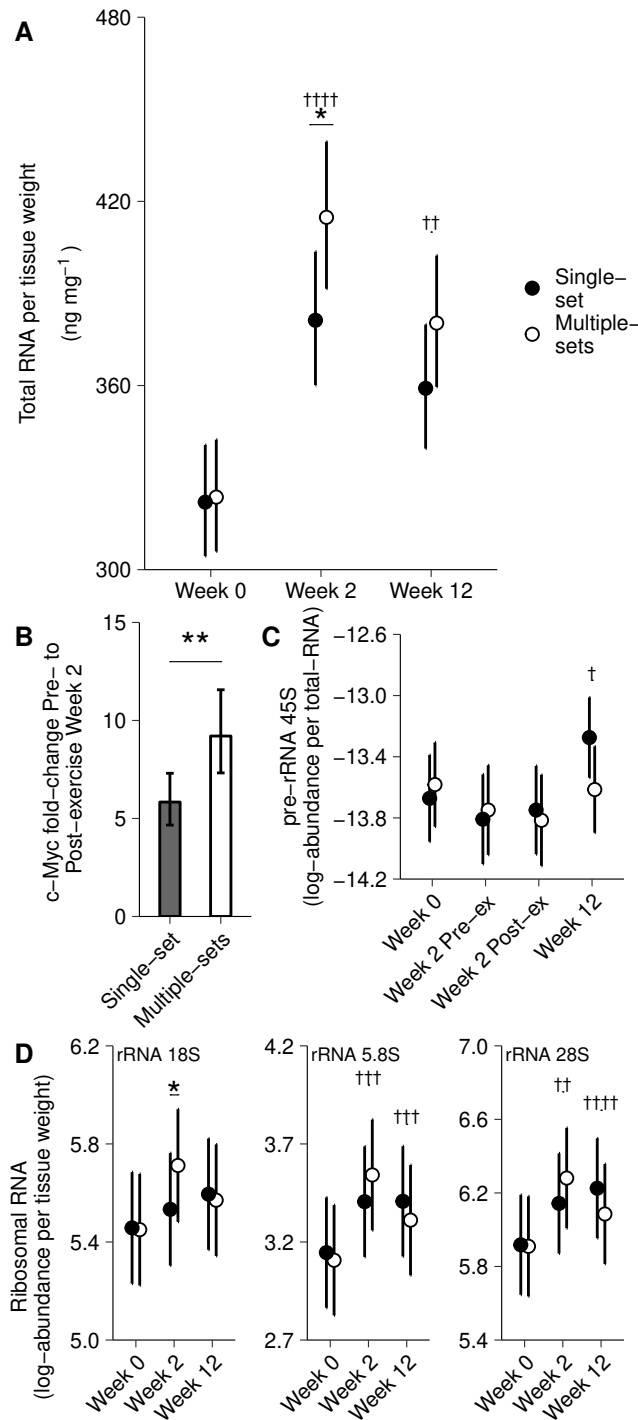 A
480
420
360
300
Total RNA per tissue weight
(ng mg−1)
††††
*
††
Single−
set
Multiple−
sets
Week 0
Week 2
Week 12
B
15
10
5
0
c−Myc fold−change Pre− to
Post−exercise Week 2
**
Single−set
Multiple−sets
C
−12.6
−13.0
−13.4
−13.8
−14.2
pre−rRNA 45S
(log−abundance per total−RNA)
†
Week 0
Week 2 Pre−ex
Week 2 Post−ex
Week 12
D
Ribosomal RNA
(log−abundance per tissue weight)
6.2
5.8
5.4
5.0
rRNA 18S
*
Week 0
Week 2
Week 12
4.2
3.7
3.2
2.7
rRNA 5.8S
†††
†††
Week 0
Week 2
Week 12
7.0
6.6
6.2
5.8
5.4
rRNA 28S
††
††††
Week 0
Week 2
Week 12